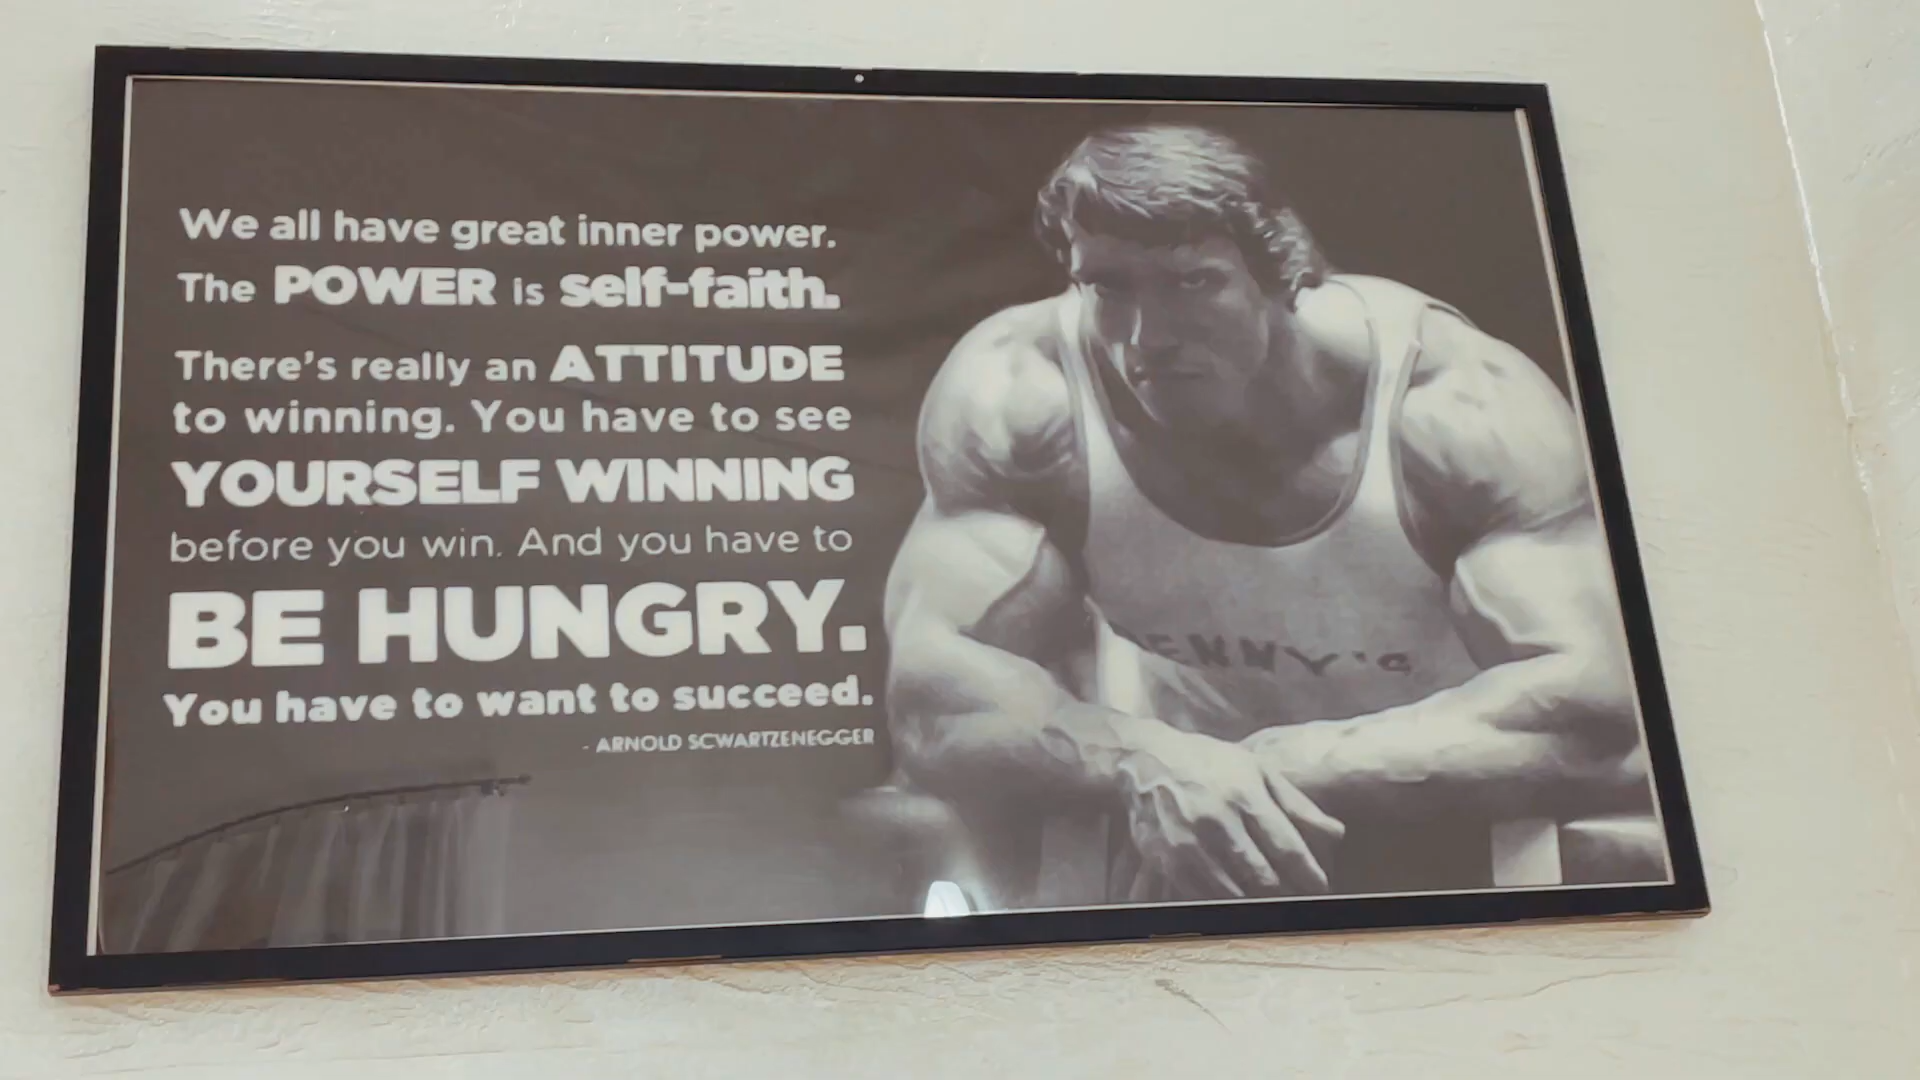 We all have great inner power.
The POWER is self-faith.
There's really an ATTITUDE
to winning. You have to see
YOURSELF WINNING
before you win. And you have to
BE HUNGRY.
You have to want to succeed.
- ARNOLD SCWARTZENEGGER
ENNY'S